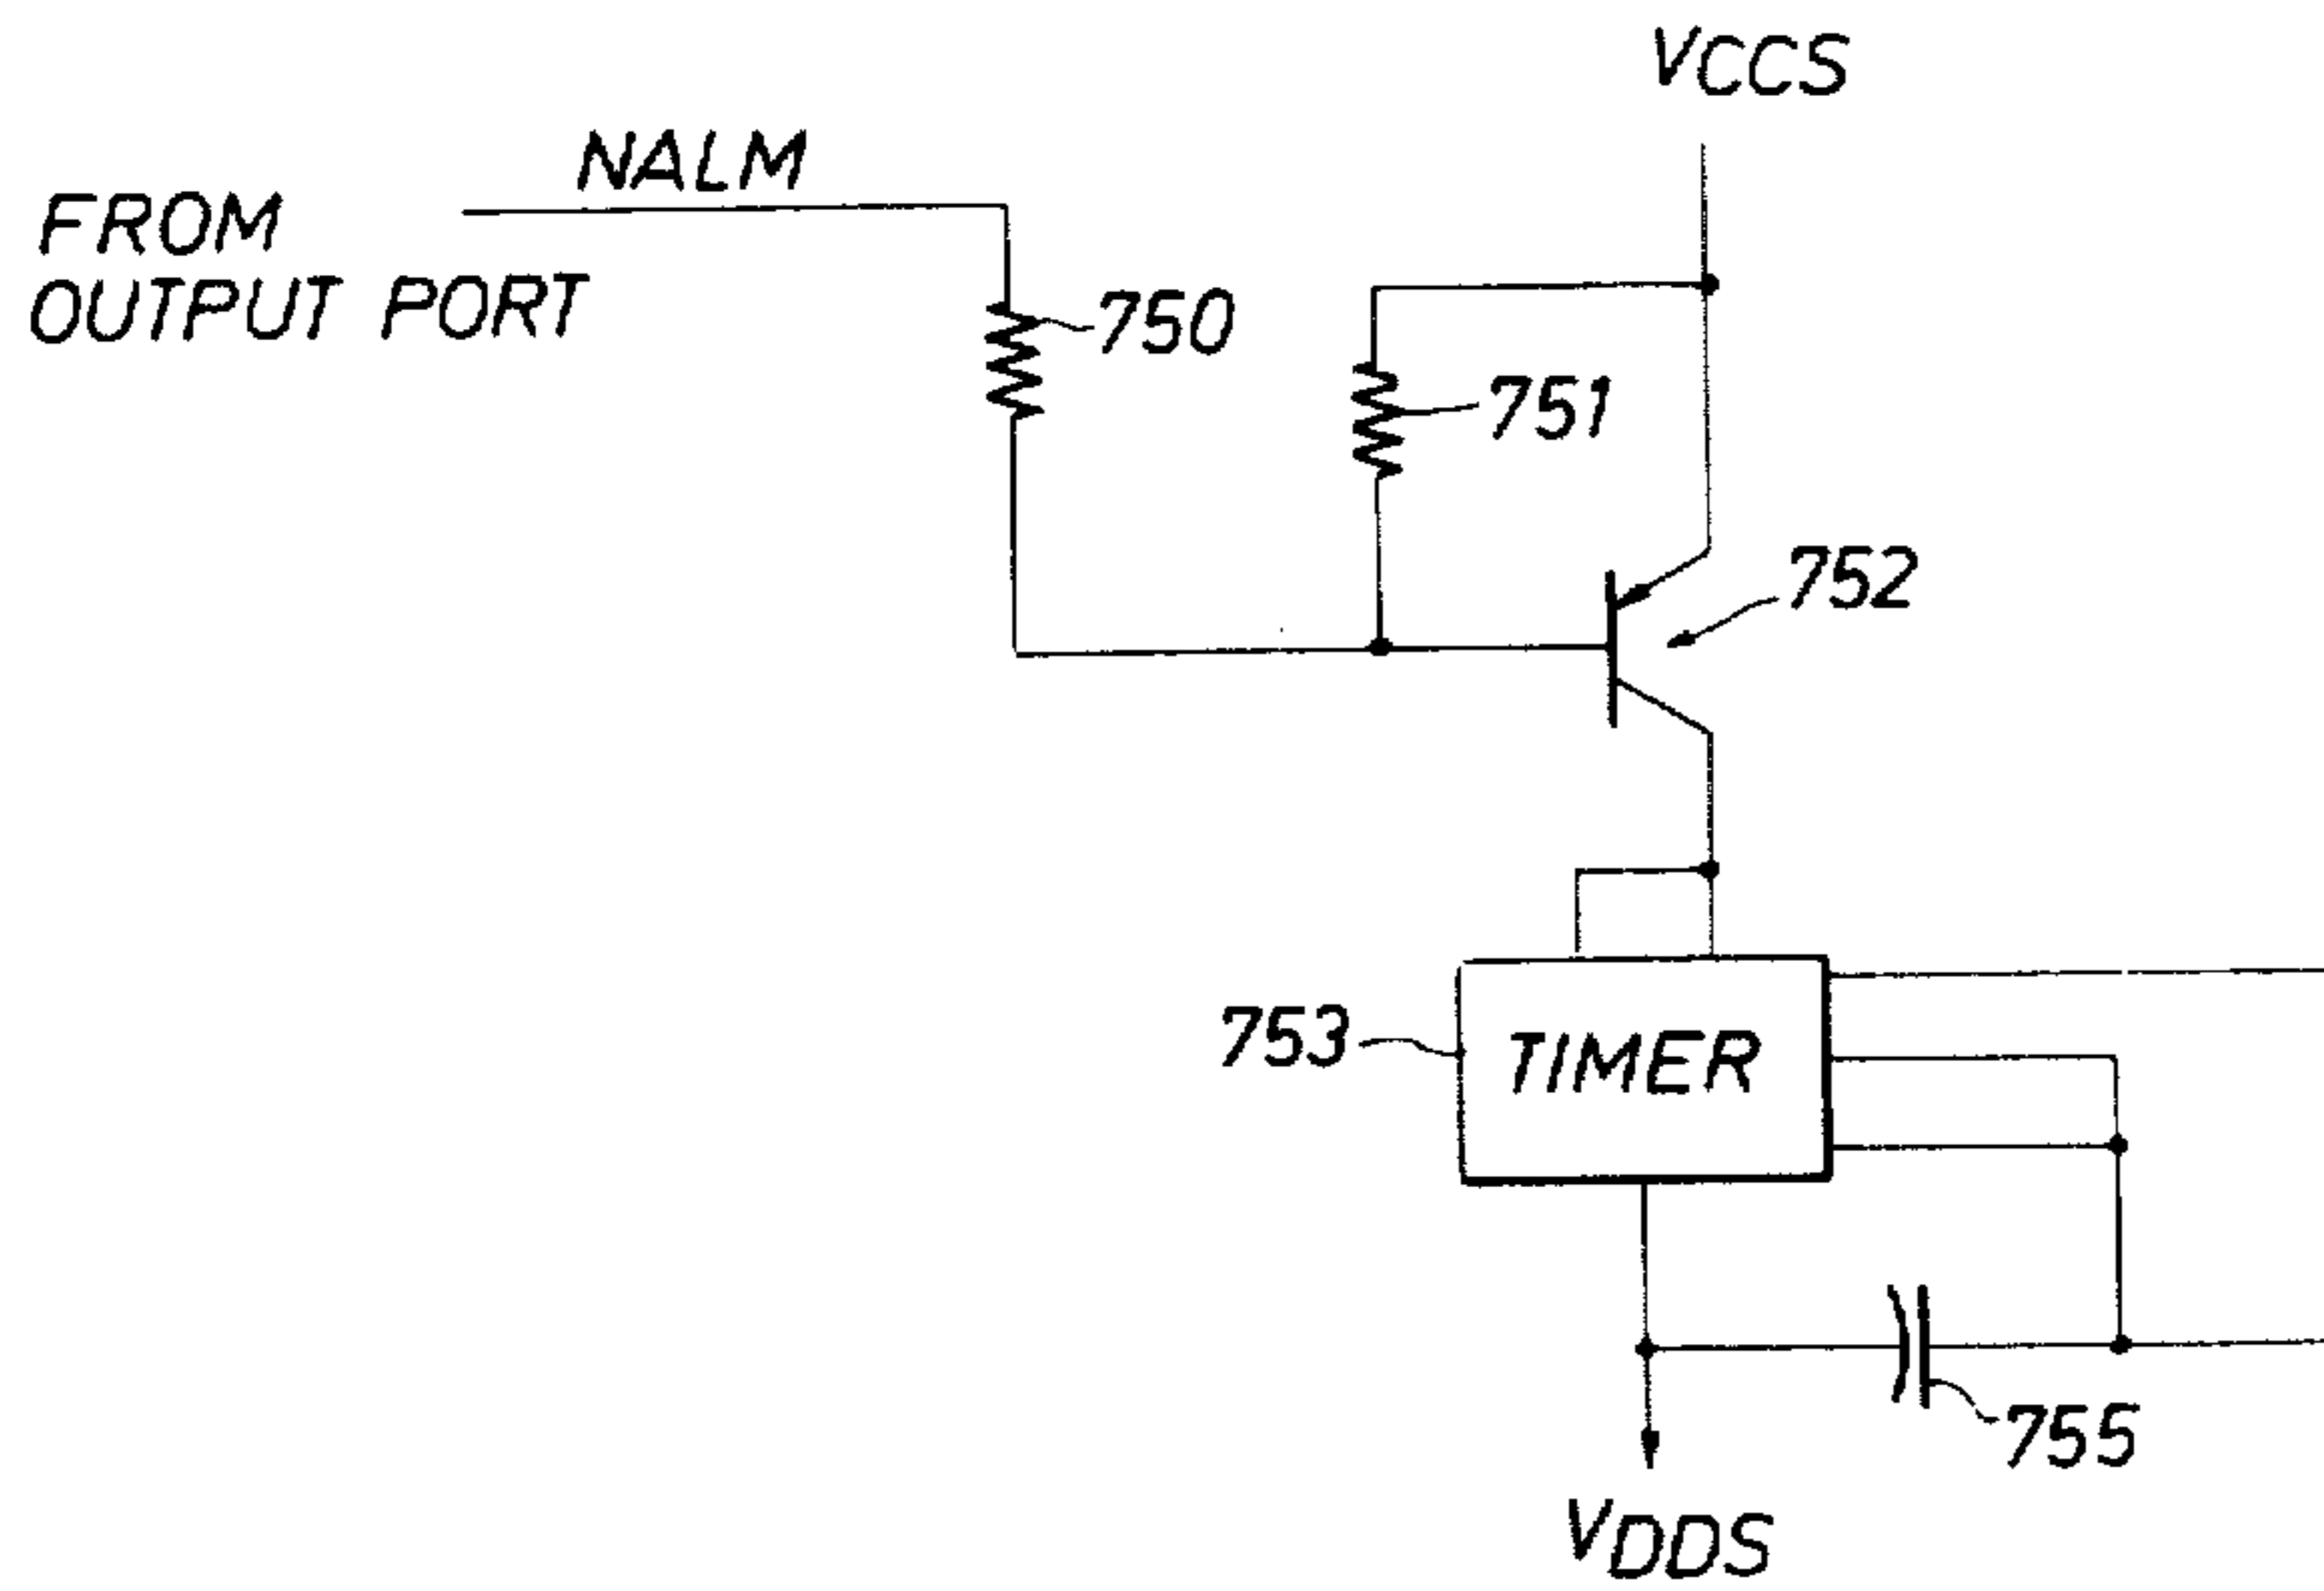 VCCS
NALM
FROM
OUTPUT PORT
750
751
752
753
TIMER
755
VDDS